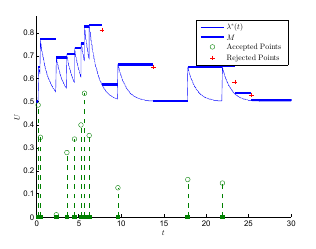 λ*(t)
M
Accepted Points
Rejected Points
0.8
0.7
0.6
0.5
0.4
0.3
0.2
0.1
0
U
0 5 10 15 20 25 30
t